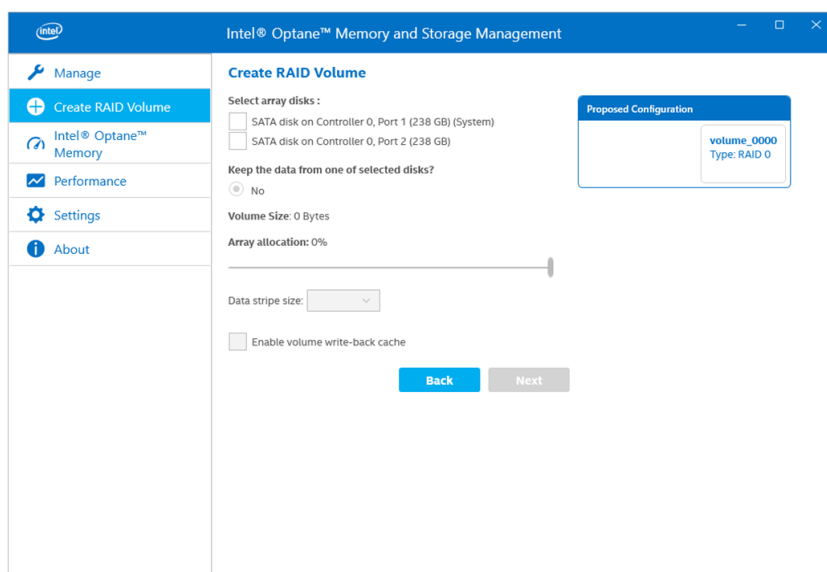 intel
Intel® Optane™ Memory and Storage Management
Manage
Create RAID Volume
Intel® Optane™
Memory
Performance
Settings
About
Create RAID Volume
Select array disks :
SATA disk on Controller 0, Port 1 (238 GB) (System)
SATA disk on Controller 0, Port 2 (238 GB)
Keep the data from one of selected disks?
No
Volume Size: 0 Bytes
Array allocation: 0%
Data stripe size:
Enable volume write-back cache
Back
Next
Proposed Configuration
volume_0000
Type: RAID 0